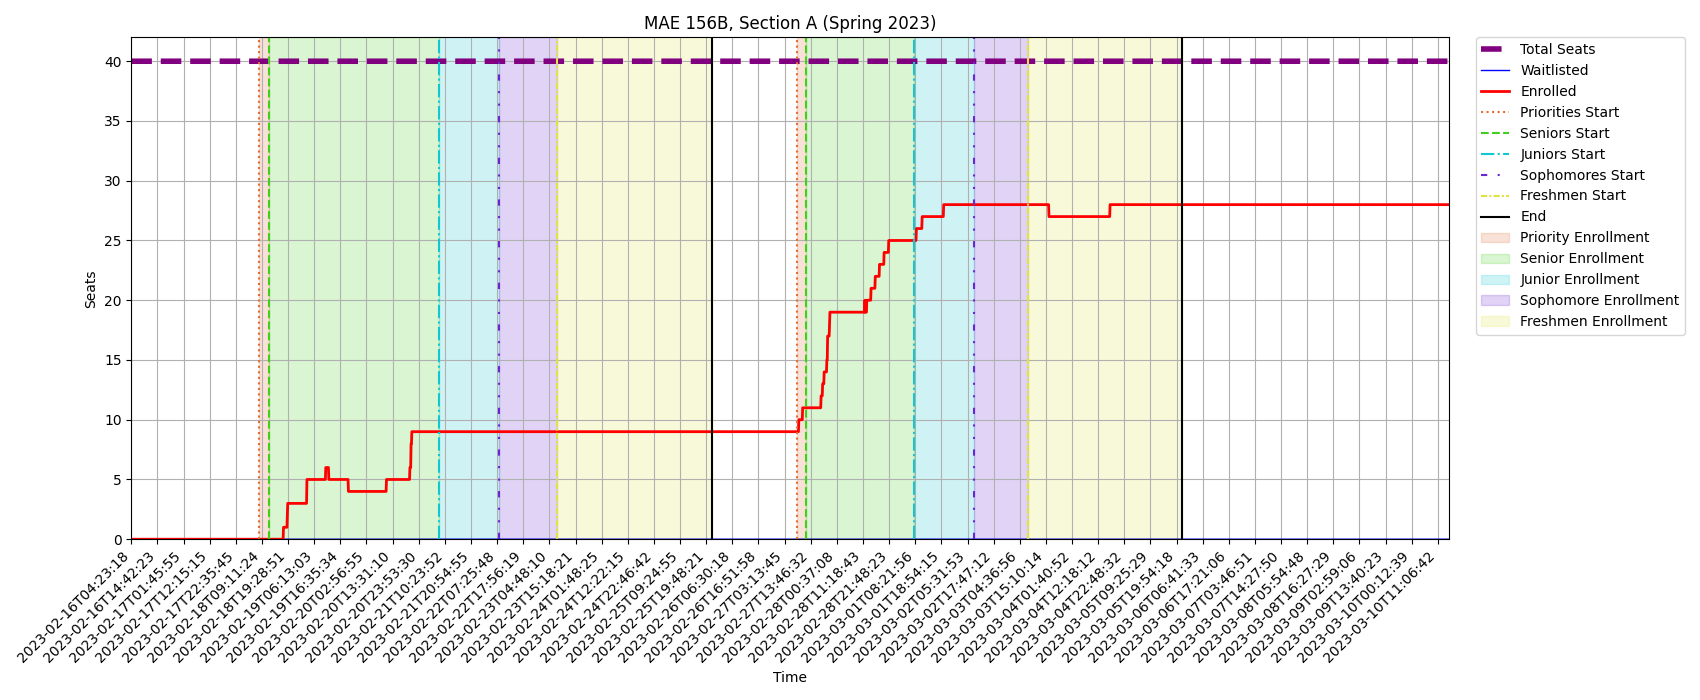 MAE 156B, Section A (Spring 2023)
Total Seats
Waitlisted
Enrolled
Priorities Start
Seniors Start
Juniors Start
Sophomores Start
Freshmen Start
End
Priority Enrollment
Senior Enrollment
Junior Enrollment
Sophomore Enrollment
Freshmen Enrollment
Seats
40
35
30
25
20
15
10
5
0
2023-02-16T04:23:18
2023-02-16T14:42:23
2023-02-17T01:45:55
2023-02-17T12:15:15
2023-02-17T22:35:45
2023-02-18T09:11:24
2023-02-18T19:28:51
2023-02-19T06:13:03
2023-02-19T16:35:34
2023-02-20T02:56:55
2023-02-20T13:31:10
2023-02-20T23:53:30
2023-02-21T10:23:52
2023-02-21T20:54:55
2023-02-22T07:25:48
2023-02-22T17:56:19
2023-02-23T04:48:10
2023-02-23T15:18:21
2023-02-24T01:48:25
2023-02-24T12:22:15
2023-02-24T22:46:42
2023-02-25T09:24:55
2023-02-25T19:48:21
2023-02-26T06:30:18
2023-02-26T16:51:58
2023-02-27T03:13:45
2023-02-27T13:46:32
2023-02-28T00:37:08
2023-02-28T11:18:43
2023-02-28T21:48:23
2023-03-01T08:21:56
2023-03-01T18:54:15
2023-03-02T05:31:53
2023-03-02T17:47:12
2023-03-03T04:36:56
2023-03-03T15:10:14
2023-03-04T01:40:52
2023-03-04T12:18:12
2023-03-04T22:48:32
2023-03-05T09:25:29
2023-03-05T19:54:18
2023-03-06T06:41:33
2023-03-06T17:21:06
2023-03-07T03:46:51
2023-03-07T14:27:50
2023-03-08T05:54:48
2023-03-08T16:27:29
2023-03-09T02:59:06
2023-03-09T13:40:23
2023-03-10T00:12:39
2023-03-10T11:06:42
Time